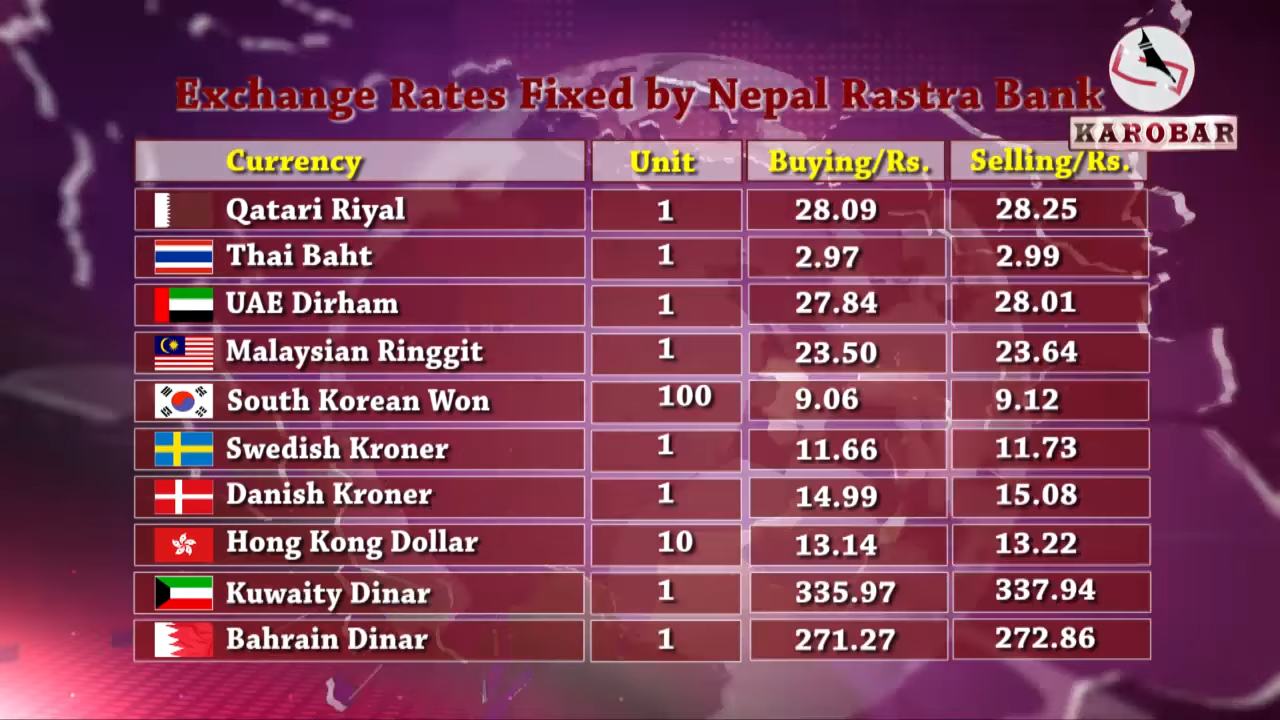 Exchange Rates Fixed by Nepal Rastra Bank
KAROBAR
Currency Unit Buying/Rs. Selling/Rs.
Qatari Riyal 1 28.09 28.25
Thai Baht 1 2.97 2.99
UAE Dirham 1 27.84 28.01
Malaysian Ringgit 1 23.50 23.64
South Korean Won 100 9.06 9.12
Swedish Kroner 1 11.66 11.73
Danish Kroner 1 14.99 15.08
Hong Kong Dollar 10 13.14 13.22
Kuwaity Dinar 1 335.97 337.94
Bahrain Dinar 1 271.27 272.86